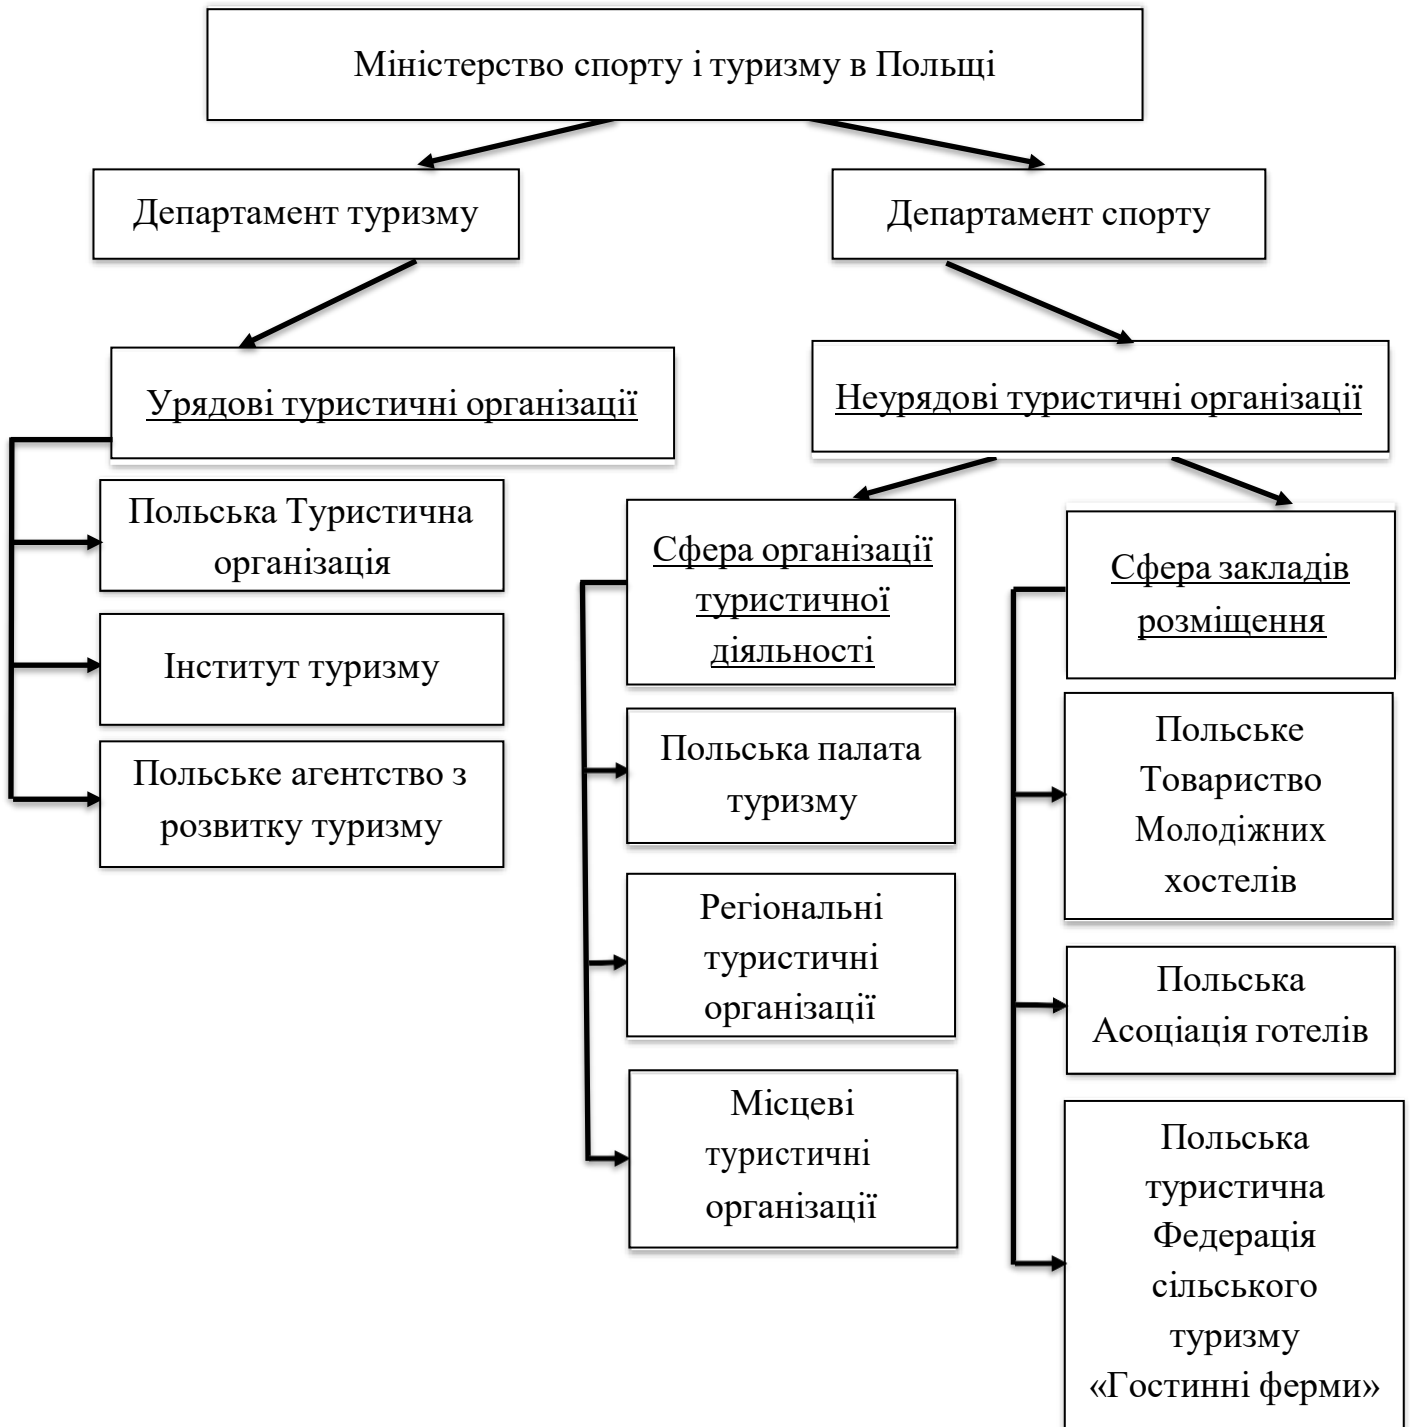 Міністерство спорту і туризму в Польщі
Департамент туризму
Департамент спорту
Урядові туристичні організації
Неурядові туристичні організації
Польська Туристична
організація
Інститут туризму
Польське агентство з
розвитку туризму
Сфера організації
туристичної
діяльності
Польська палата
туризму
Регіональні
туристичні
організації
Місцеві
туристичні
організації
Сфера закладів
розміщення
Польське
Товариство
Молодіжних
хостелів
Польська
Асоціація готелів
Польська
туристична
Федерація
сільського
туризму
«Гостинні ферми»